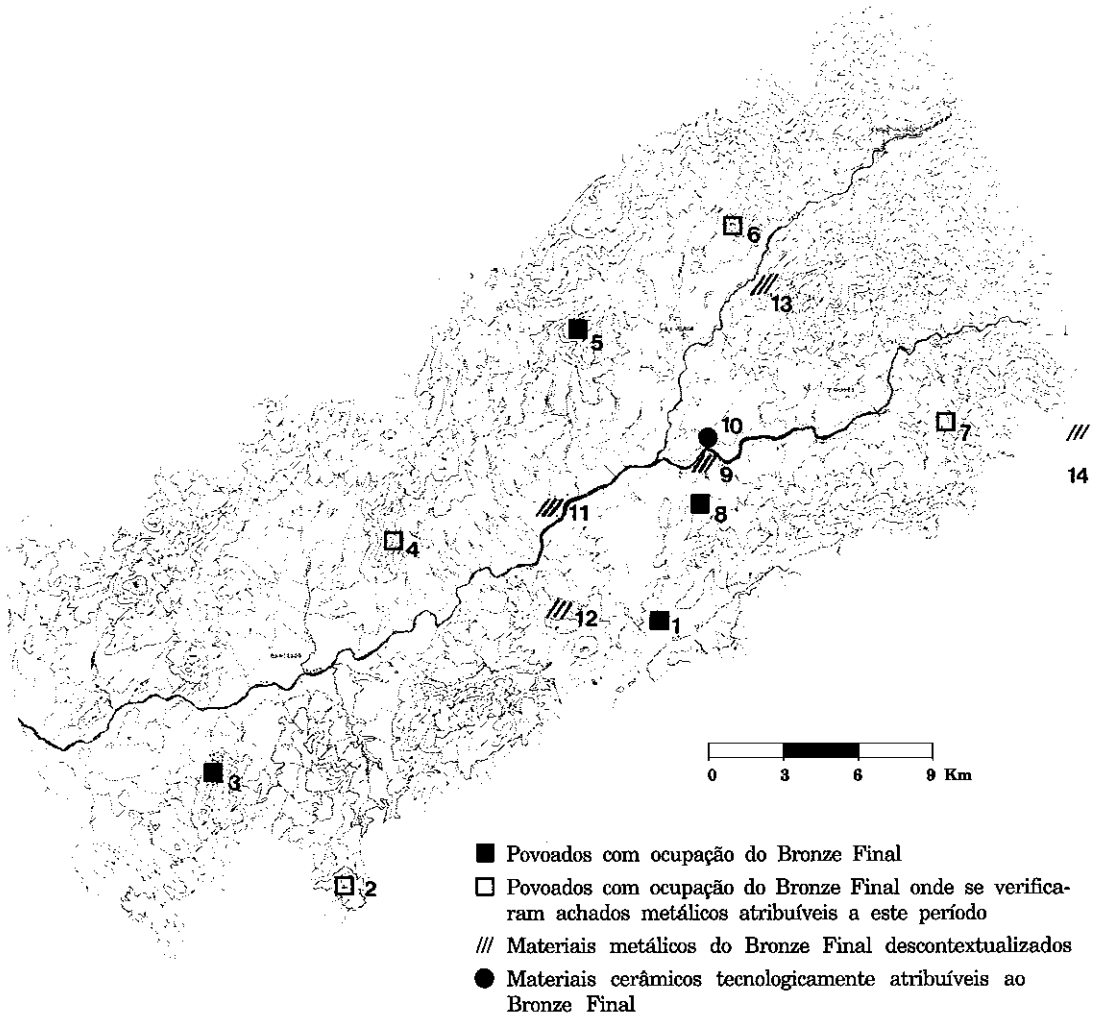 6
13
5
10
7
9
14
8
11
4
12
1
3
2
0 3 6 9 Km
Povoados com ocupação do Bronze Final
Povoados com ocupação do Bronze Final onde se verifica-
ram achados metálicos atribuíveis a este período
Materiais metálicos do Bronze Final descontextualizados
Materiais cerâmicos tecnologicamente atribuíveis ao
Bronze Final